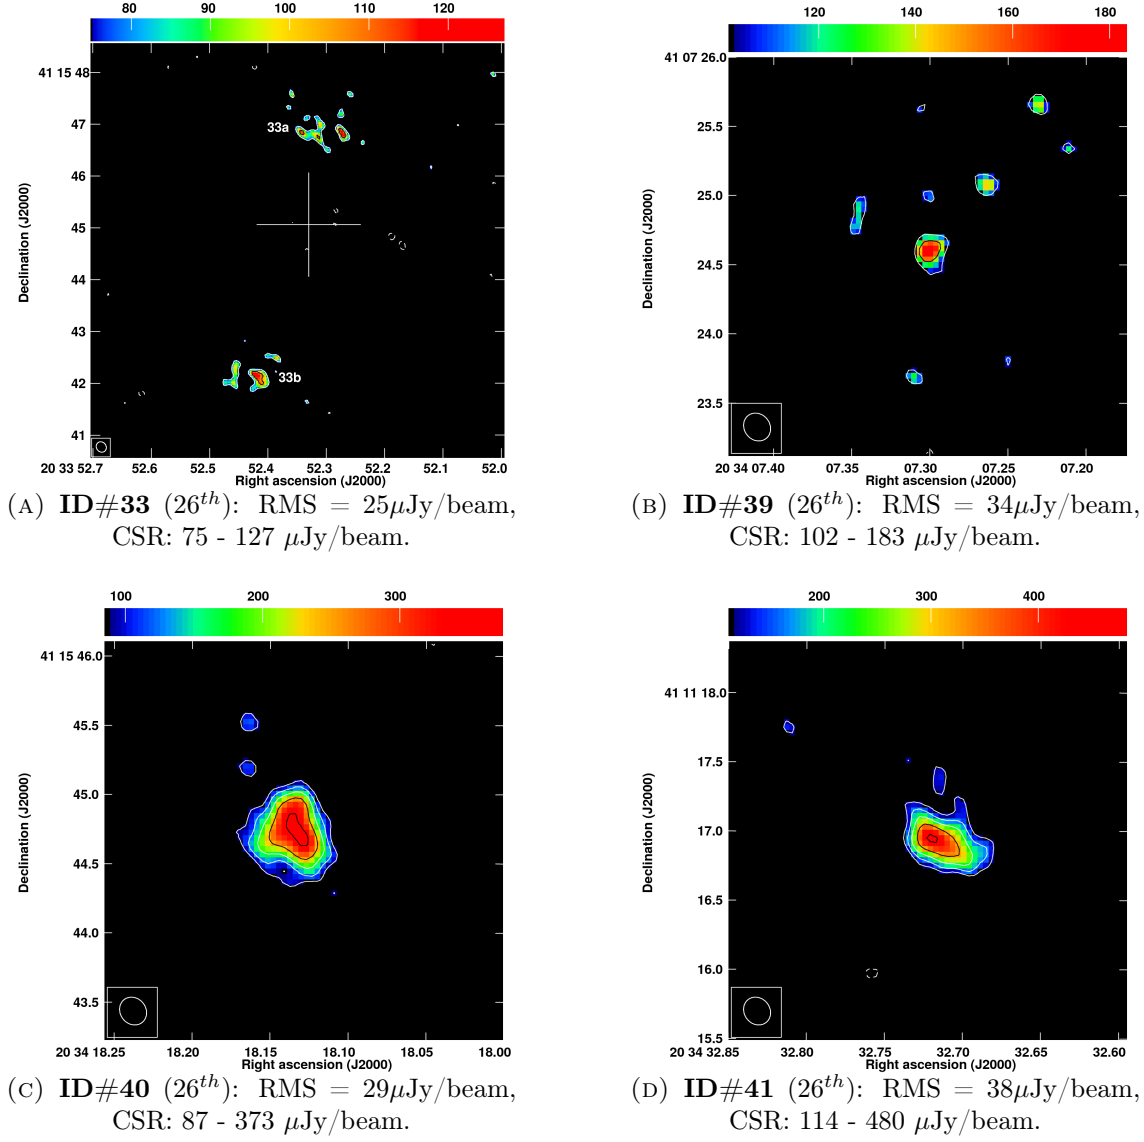 80 90 100 110 120
41 15 48
47
46
45
44
43
42
41
Declination (J2000)
33a
33b
20 33 52.7 52.6 52.5 52.4 52.3 52.2 52.1 52.0
Right ascension (J2000)
(A) ID#33 (26th): RMS = 25μJy/beam,
CSR: 75 - 127 μJy/beam.
120 140 160 180
41 07 26.0
25.5
25.0
24.5
24.0
23.5
Declination (J2000)
20 34 07.40 07.35 07.30 07.25 07.20
Right ascension (J2000)
(B) ID#39 (26th): RMS = 34μJy/beam,
CSR: 102 - 183 μJy/beam.
100 200 300
41 15 46.0
45.5
45.0
44.5
44.0
43.5
Declination (J2000)
20 34 18.25 18.20 18.15 18.10 18.05 18.00
Right ascension (J2000)
(C) ID#40 (26th): RMS = 29μJy/beam,
CSR: 87 - 373 μJy/beam.
200 300 400
41 11 18.0
17.5
17.0
16.5
16.0
15.5
Declination (J2000)
20 34 32.85 32.80 32.75 32.70 32.65 32.60
Right ascension (J2000)
(D) ID#41 (26th): RMS = 38μJy/beam,
CSR: 114 - 480 μJy/beam.